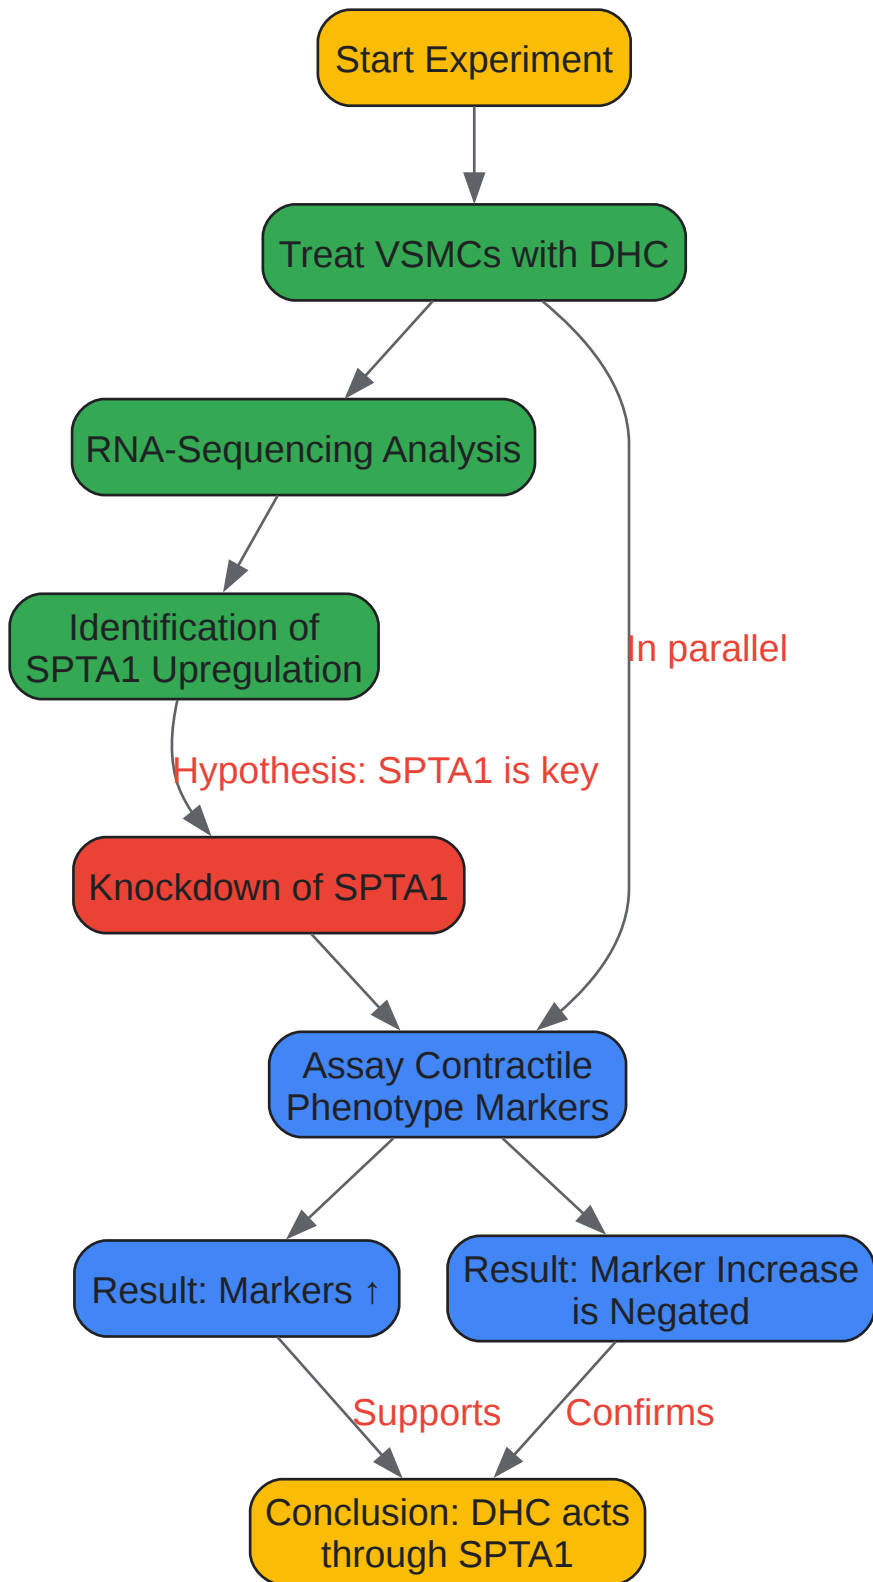 Start Experiment
Treat VSMCs with DHC
RNA-Sequencing Analysis
Identification of
SPTA1 Upregulation
In parallel
Hypothesis: SPTA1 is key
Knockdown of SPTA1
Assay Contractile
Phenotype Markers
Result: Markers ↑
Result: Marker Increase
is Negated
Supports
Confirms
Conclusion: DHC acts
through SPTA1